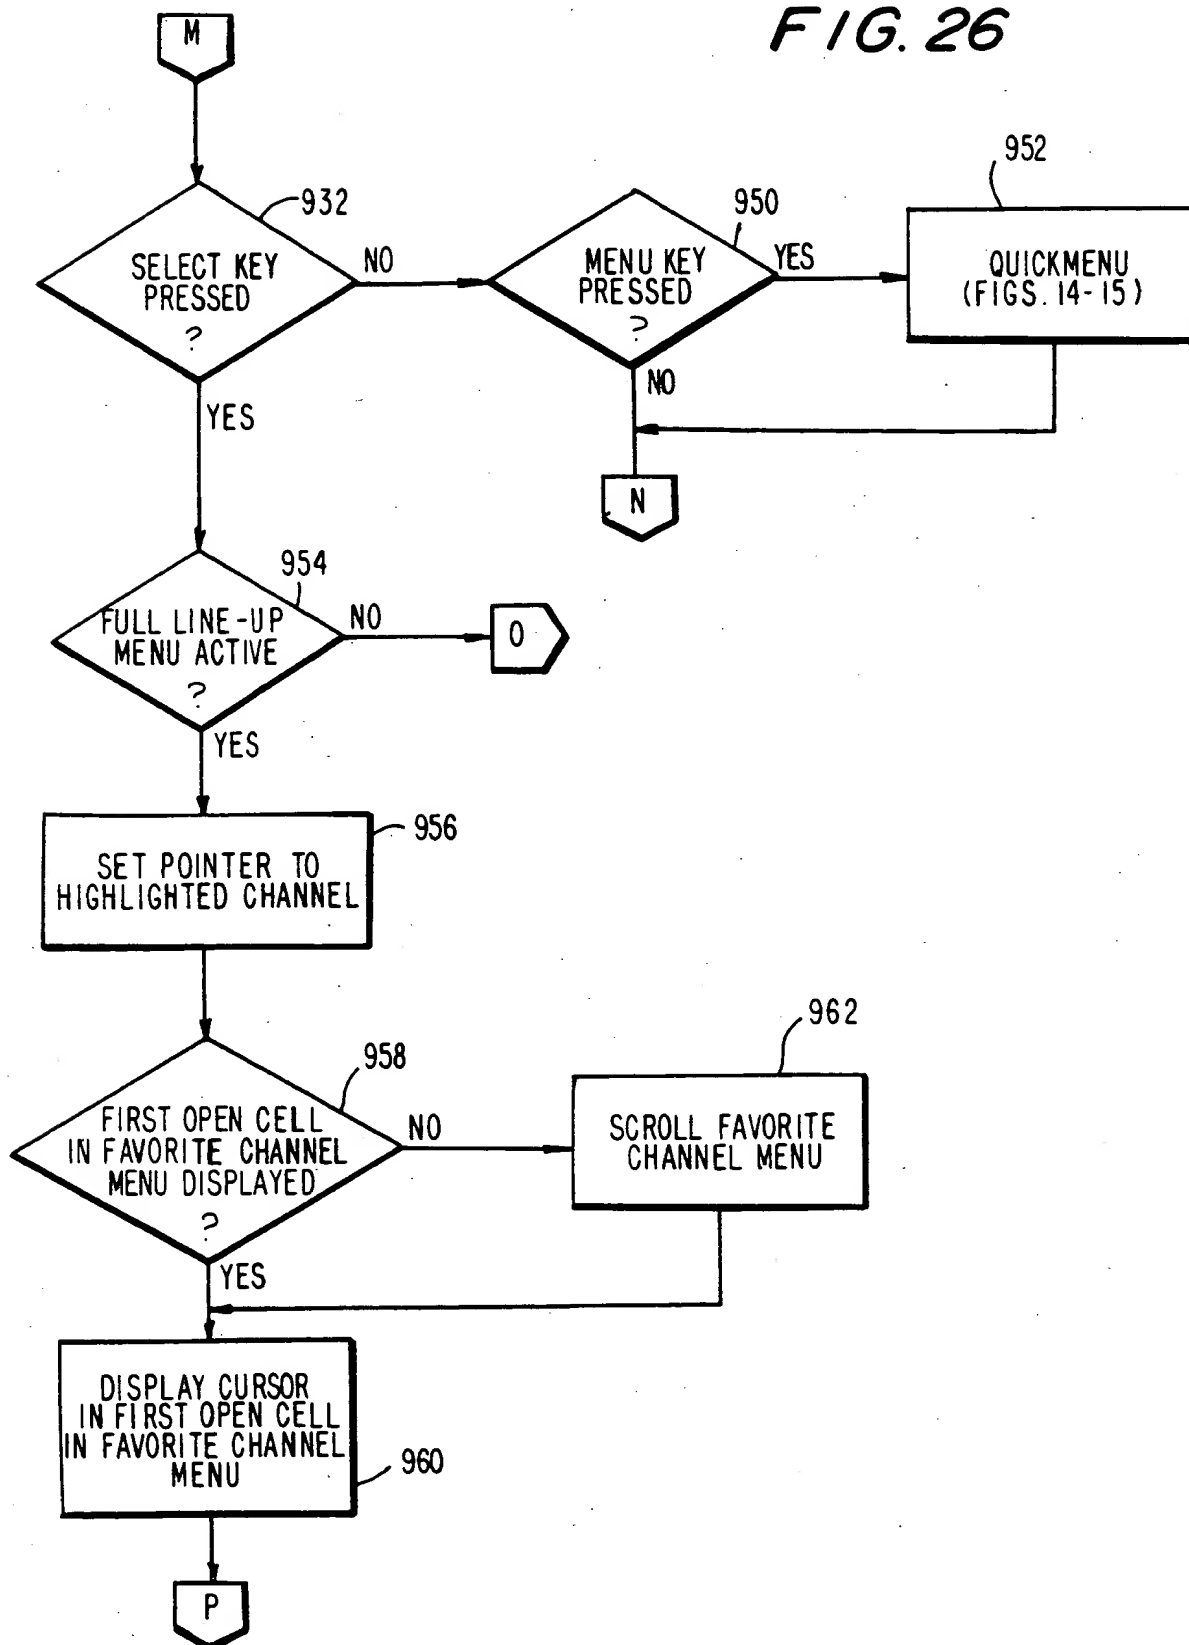 FIG. 26
M
932
SELECT KEY
PRESSED
?
NO
YES
950
MENU KEY
PRESSED
?
YES
NO
952
QUICKMENU
(FIGS. 14-15)
N
954
FULL LINE-UP
MENU ACTIVE
?
NO
O
YES
956
SET POINTER TO
HIGHLIGHTED CHANNEL
958
FIRST OPEN CELL
IN FAVORITE CHANNEL
MENU DISPLAYED
?
NO
962
SCROLL FAVORITE
CHANNEL MENU
YES
DISPLAY CURSOR
IN FIRST OPEN CELL
IN FAVORITE CHANNEL
MENU
960
P